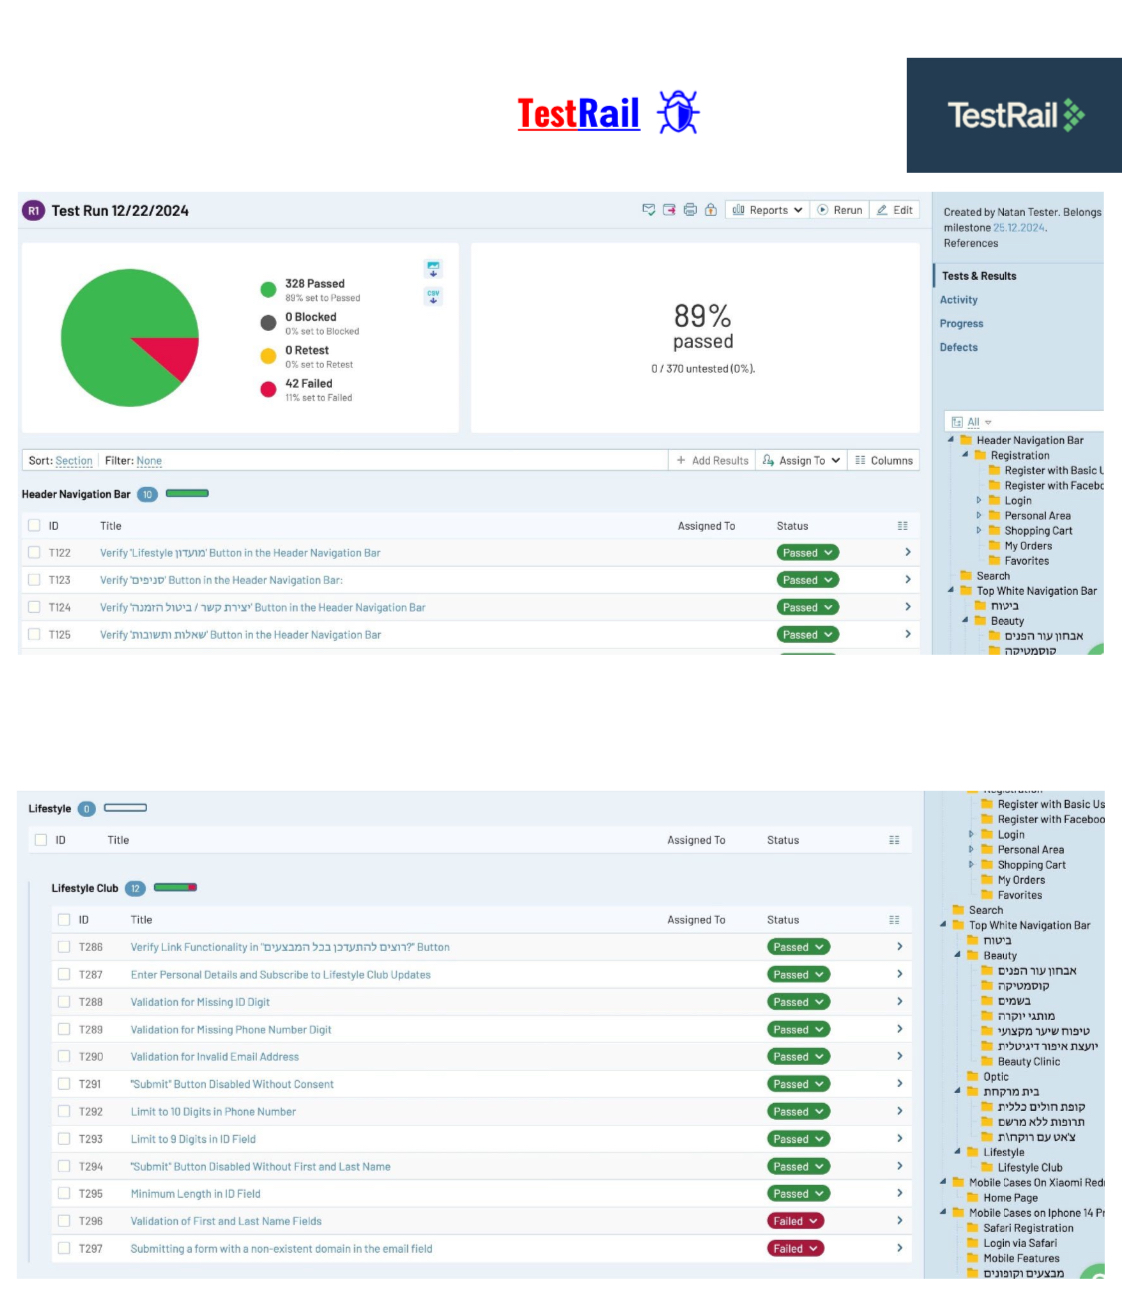 TestRail
TestRail
R1 Test Run 12/22/2024
Reports
Rerun
Edit
Created by Natan Tester. Belongs
milestone 25.12.2024.
References
328 Passed
89% set to Passed
0 Blocked
0% set to Blocked
0 Retest
0% set to Retest
42 Failed
11% set to Failed
CSV
89%
passed
0 / 370 untested (0%).
Tests & Results
Activity
Progress
Defects
Sort: Section Filter: None
+ Add Results Assign To Columns
Header Navigation Bar 10
ID Title Assigned To Status
T122 Verify 'Lifestyle מועדון' Button in the Header Navigation Bar Passed
T123 Verify 'סניפים' Button in the Header Navigation Bar: Passed
T124 Verify 'יצירת קשר / ביטול הזמנה' Button in the Header Navigation Bar Passed
T125 Verify 'שאלות ותשובות' Button in the Header Navigation Bar Passed
All
Header Navigation Bar
Registration
Register with Basic U
Register with Facebo
Login
Personal Area
Shopping Cart
My Orders
Favorites
Search
Top White Navigation Bar
ביטוח
Beauty
אבחון עור הפנים
קוסמטיקה
Lifestyle 0
ID Title Assigned To Status
Lifestyle Club 12
ID Title Assigned To Status
T286 Verify Link Functionality in "רוצים להתעדכן בכל המבצעים?" Button Passed
T287 Enter Personal Details and Subscribe to Lifestyle Club Updates Passed
T288 Validation for Missing ID Digit Passed
T289 Validation for Missing Phone Number Digit Passed
T290 Validation for Invalid Email Address Passed
T291 "Submit" Button Disabled Without Consent Passed
T292 Limit to 10 Digits in Phone Number Passed
T293 Limit to 9 Digits in ID Field Passed
T294 "Submit" Button Disabled Without First and Last Name Passed
T295 Minimum Length in ID Field Passed
T296 Validation of First and Last Name Fields Failed
T297 Submitting a form with a non-existent domain in the email field Failed
Registration
Register with Basic Us
Register with Faceboo
Login
Personal Area
Shopping Cart
My Orders
Favorites
Search
Top White Navigation Bar
ביטוח
Beauty
אבחון עור הפנים
קוסמטיקה
בשמים
מותגי יוקרה
טיפוח שיער מקצועי
יועצת איפור דיגיטלית
Beauty Clinic
Optic
בית מרקחת
קופת חולים כללית
תרופות ללא מרשם
צ'אט עם רוקח\ת
Lifestyle
Lifestyle Club
Mobile Cases On Xiaomi Redi
Home Page
Mobile Cases on Iphone 14 Pr
Safari Registration
Login via Safari
Mobile Features
מבצעים וקופונים